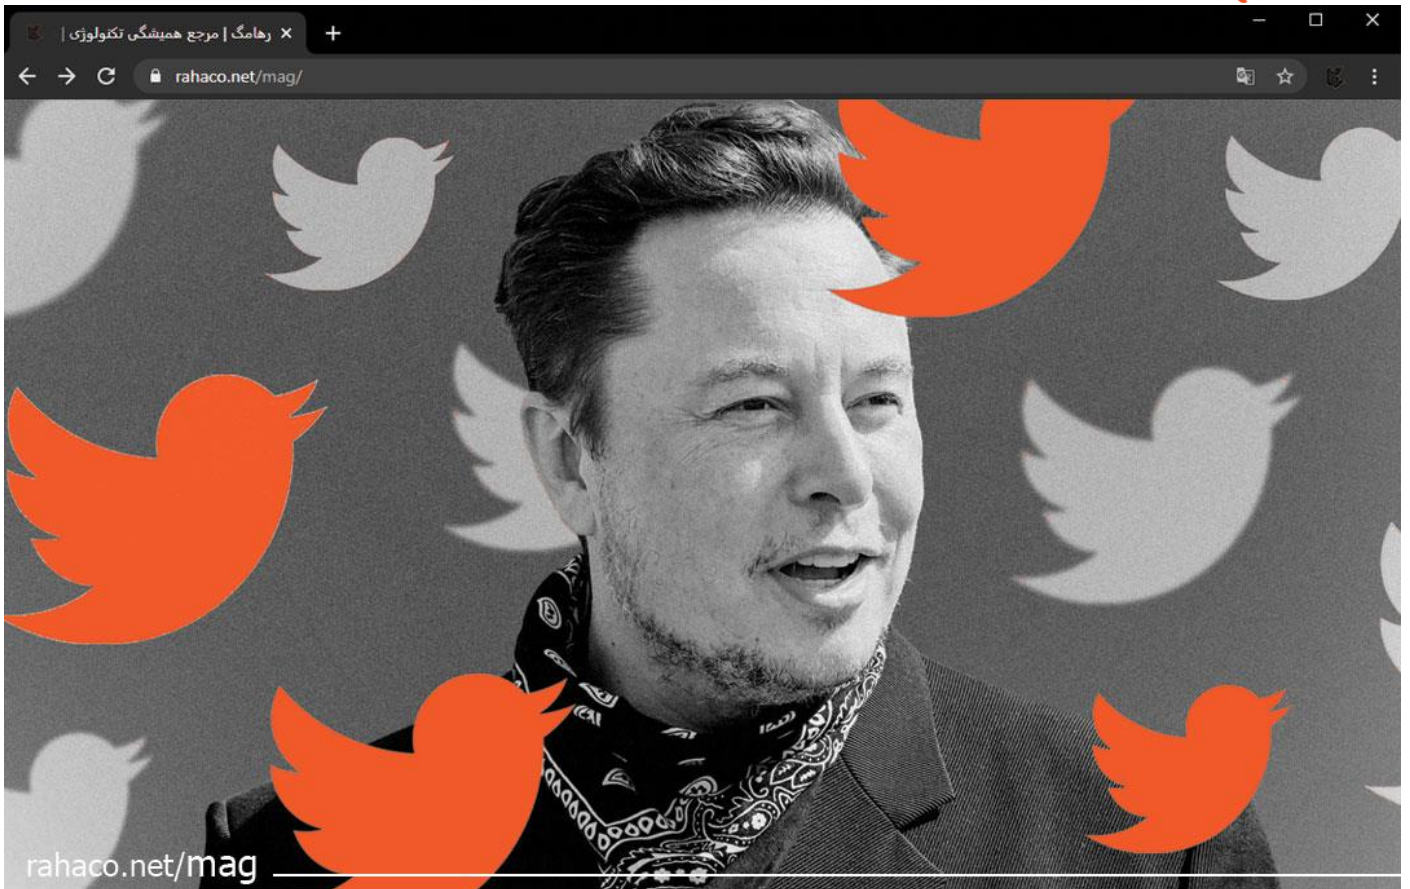 رهامگ | مرجع همیشگی تکنولوژی |
rahaco.net/mag/
rahaco.net/mag